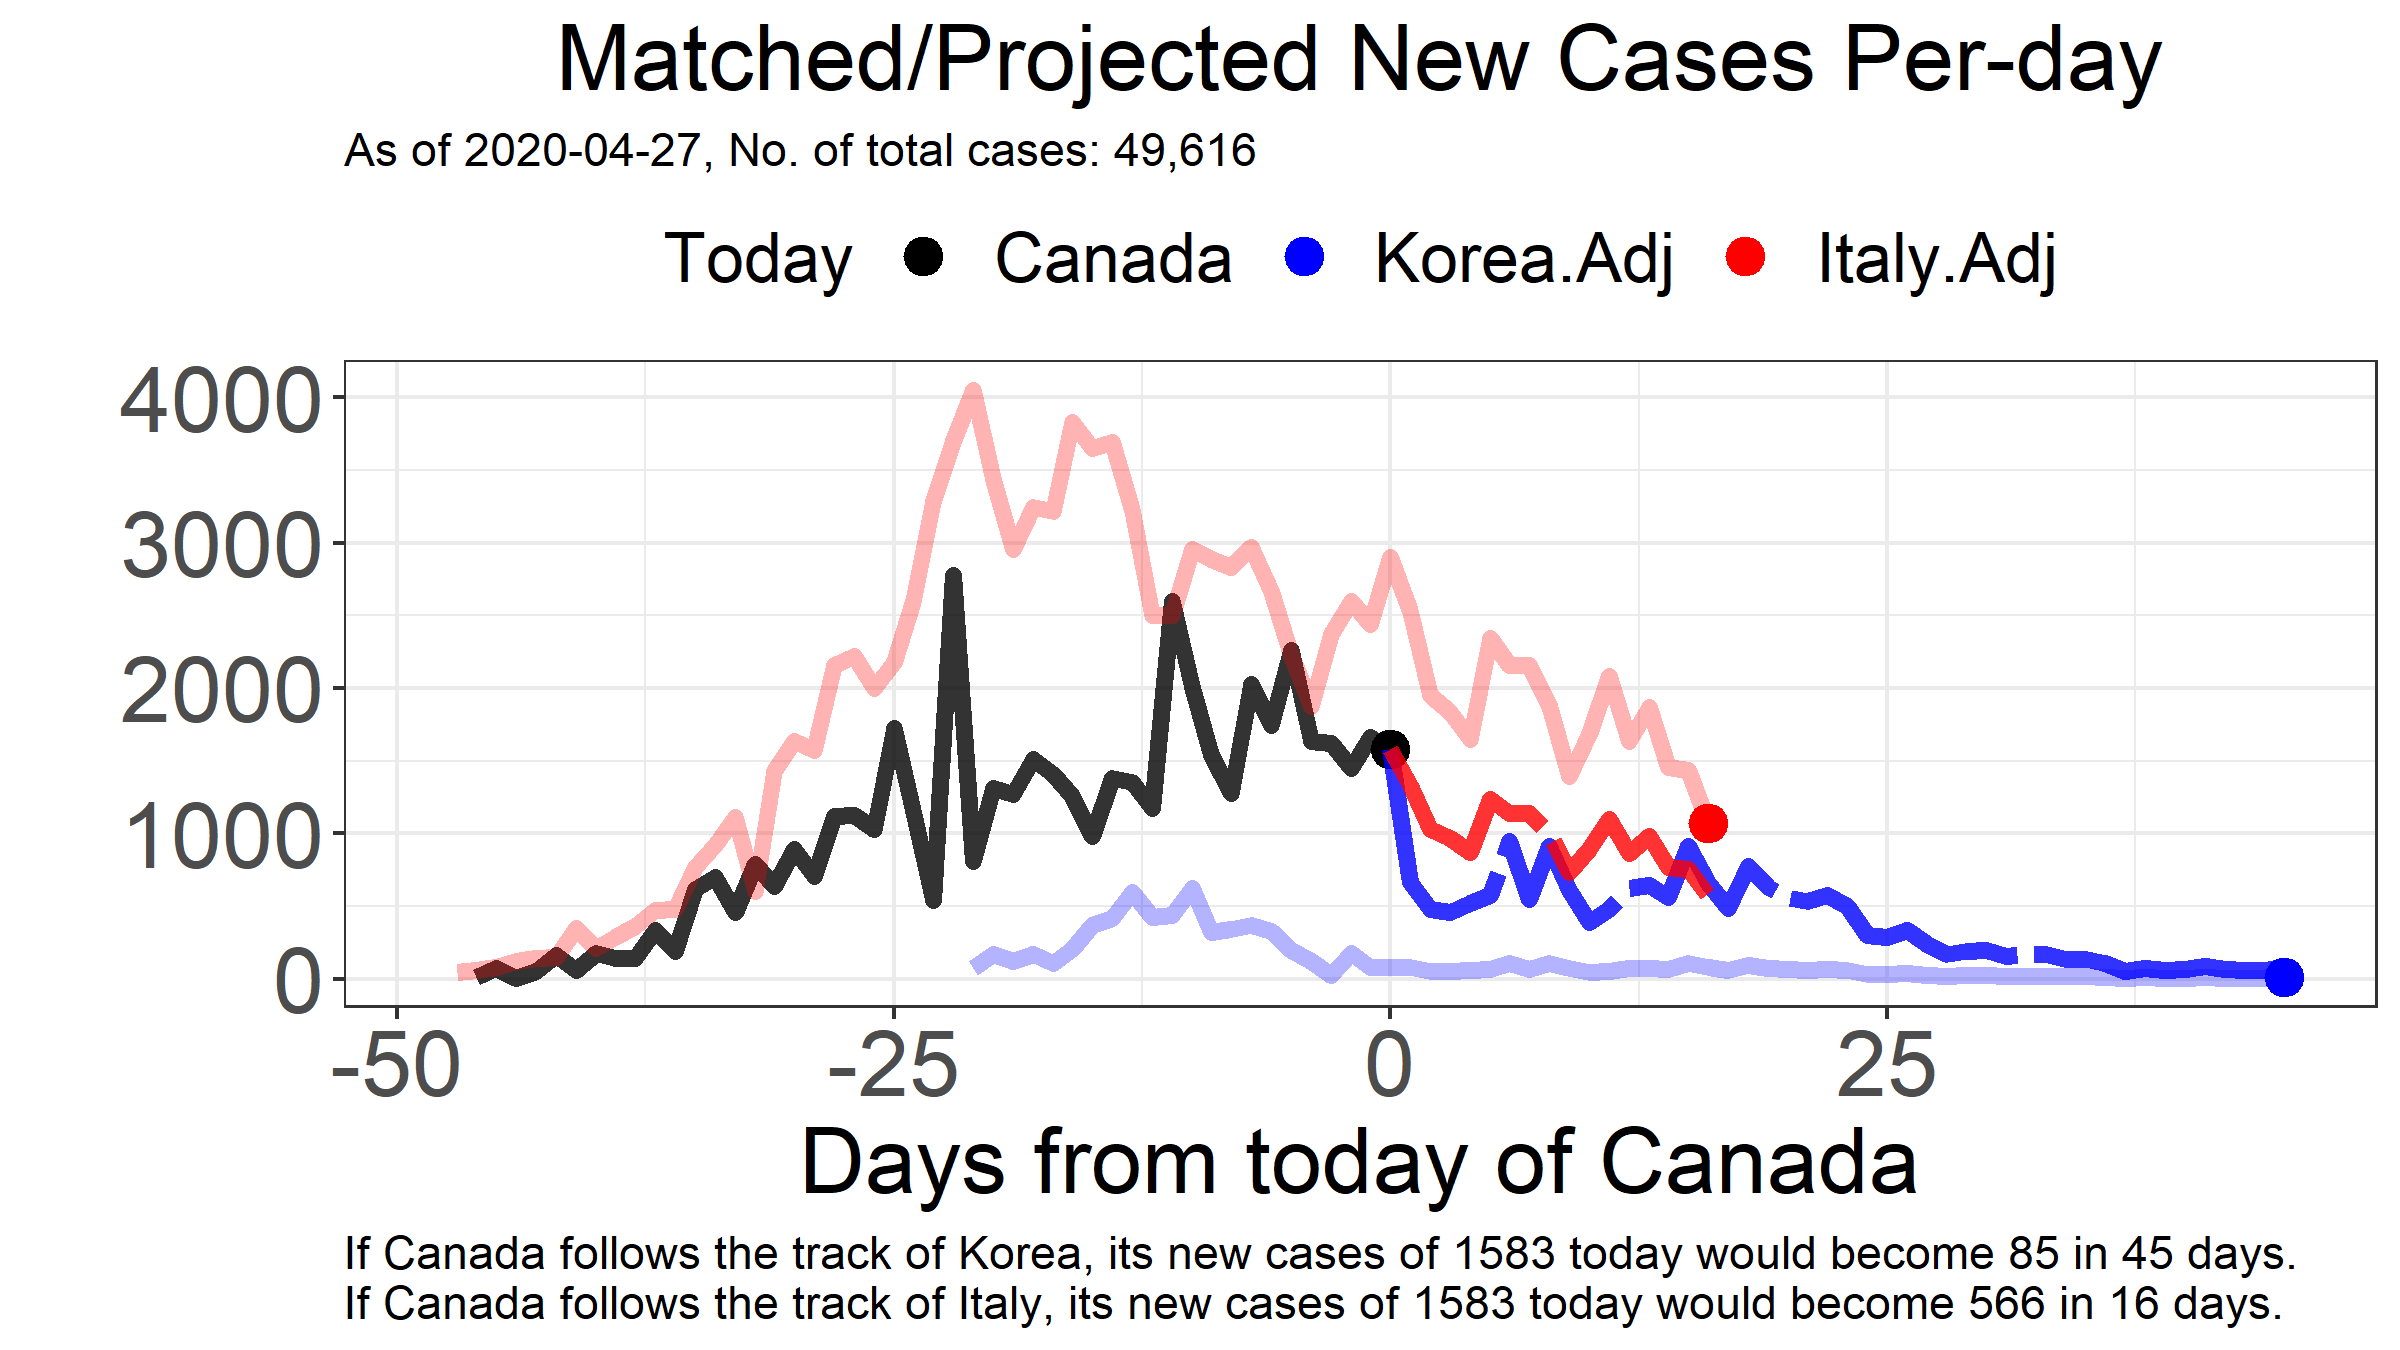 Matched/Projected New Cases Per-day
As of 2020-04-27, No. of total cases: 49,616
Today Canada Korea.Adj Italy.Adj
4000
3000
2000
1000
0
-50 -25 0 25
Days from today of Canada
If Canada follows the track of Korea, its new cases of 1583 today would become 85 in 45 days.
If Canada follows the track of Italy, its new cases of 1583 today would become 566 in 16 days.